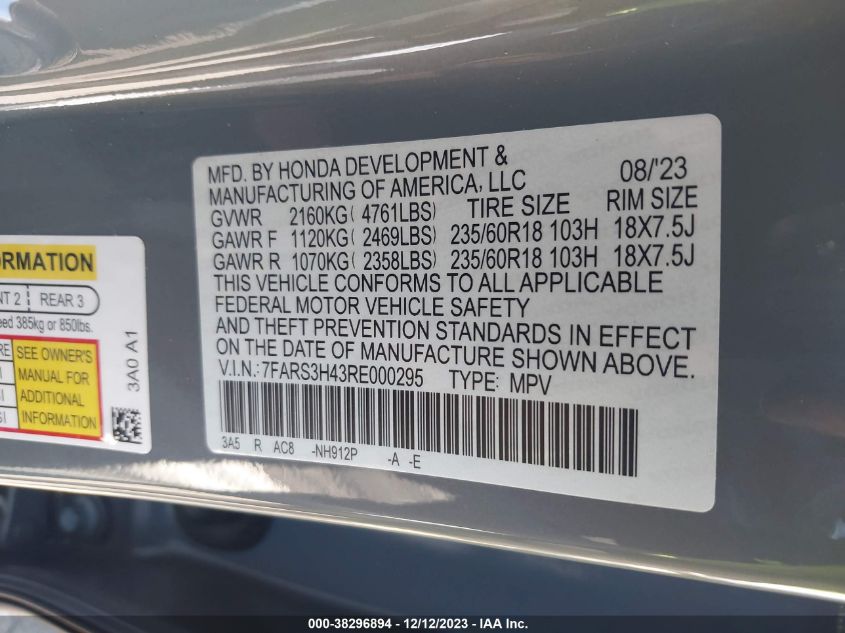 MFD. BY HONDA DEVELOPMENT & 08/'23
MANUFACTURING OF AMERICA, LLC
GVWR 2160KG( 4761LBS) TIRE SIZE RIM SIZE
GAWR F 1120KG( 2469LBS) 235/60R18 103H 18X7.5J
GAWR R 1070KG( 2358LBS) 235/60R18 103H 18X7.5J
THIS VEHICLE CONFORMS TO ALL APPLICABLE
FEDERAL MOTOR VEHICLE SAFETY
AND THEFT PREVENTION STANDARDS IN EFFECT
ON THE DATE OF MANUFACTURE SHOWN ABOVE.
V.I.N.:7FARS3H43RE000295 TYPE: MPV
3A5 R AC8 -NH912P -A -E
ORMATION
NT 2 REAR 3
eed 385kg or 850lbs.
RE SEE OWNER'S
MANUAL FOR
SI ADDITIONAL
SI INFORMATION
3A0 A1
000-38296894 / 12/12/2023 - IAA Inc.